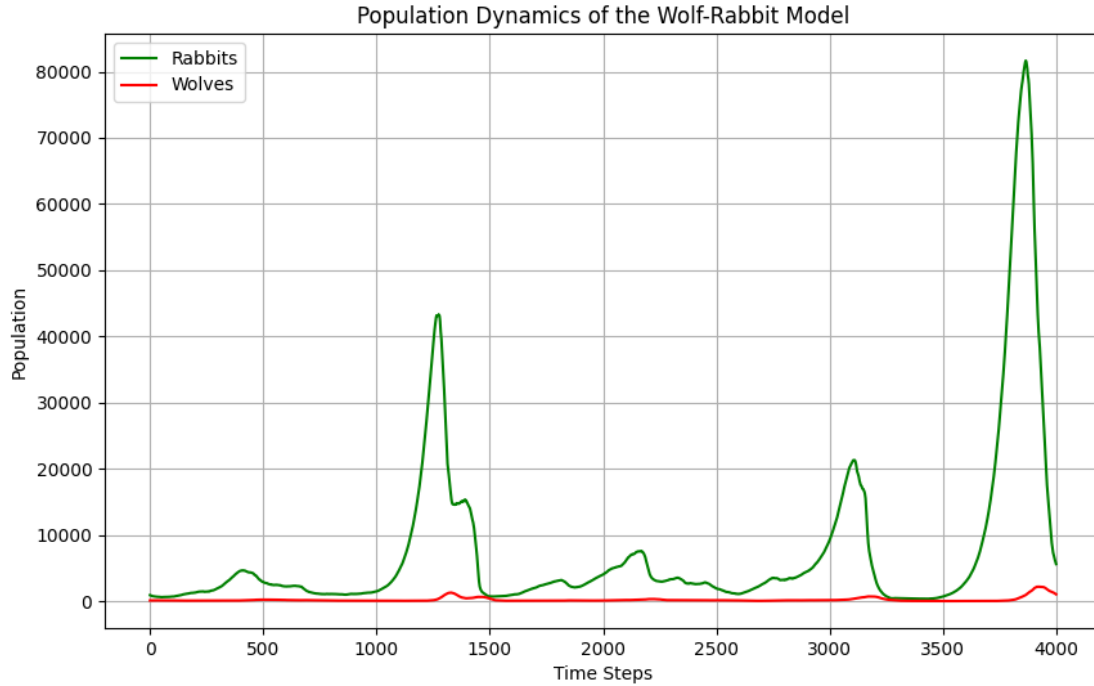 Population Dynamics of the Wolf-Rabbit Model
Rabbits
Wolves
80000
70000
60000
50000
40000
30000
20000
10000
0
Population
0 500 1000 1500 2000 2500 3000 3500 4000
Time Steps